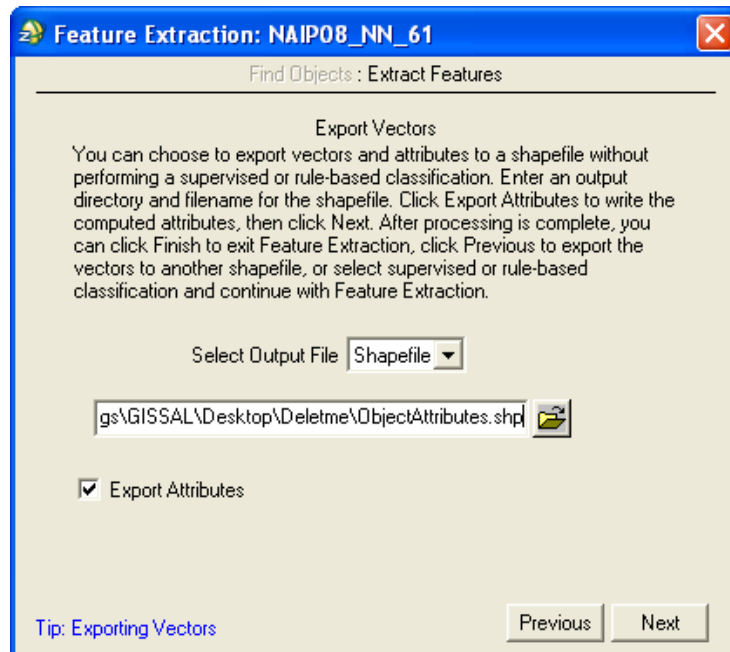 Feature Extraction: NAIP08_NN_61
Find Objects : Extract Features
Export Vectors
You can choose to export vectors and attributes to a shapefile without
performing a supervised or rule-based classification. Enter an output
directory and filename for the shapefile. Click Export Attributes to write the
computed attributes, then click Next. After processing is complete, you
can click Finish to exit Feature Extraction, click Previous to export the
vectors to another shapefile, or select supervised or rule-based
classification and continue with Feature Extraction.
Select Output File Shapefile
gs\GISSAL\Desktop\Deletme\ObjectAttributes.shp
Export Attributes
Tip: Exporting Vectors Previous Next